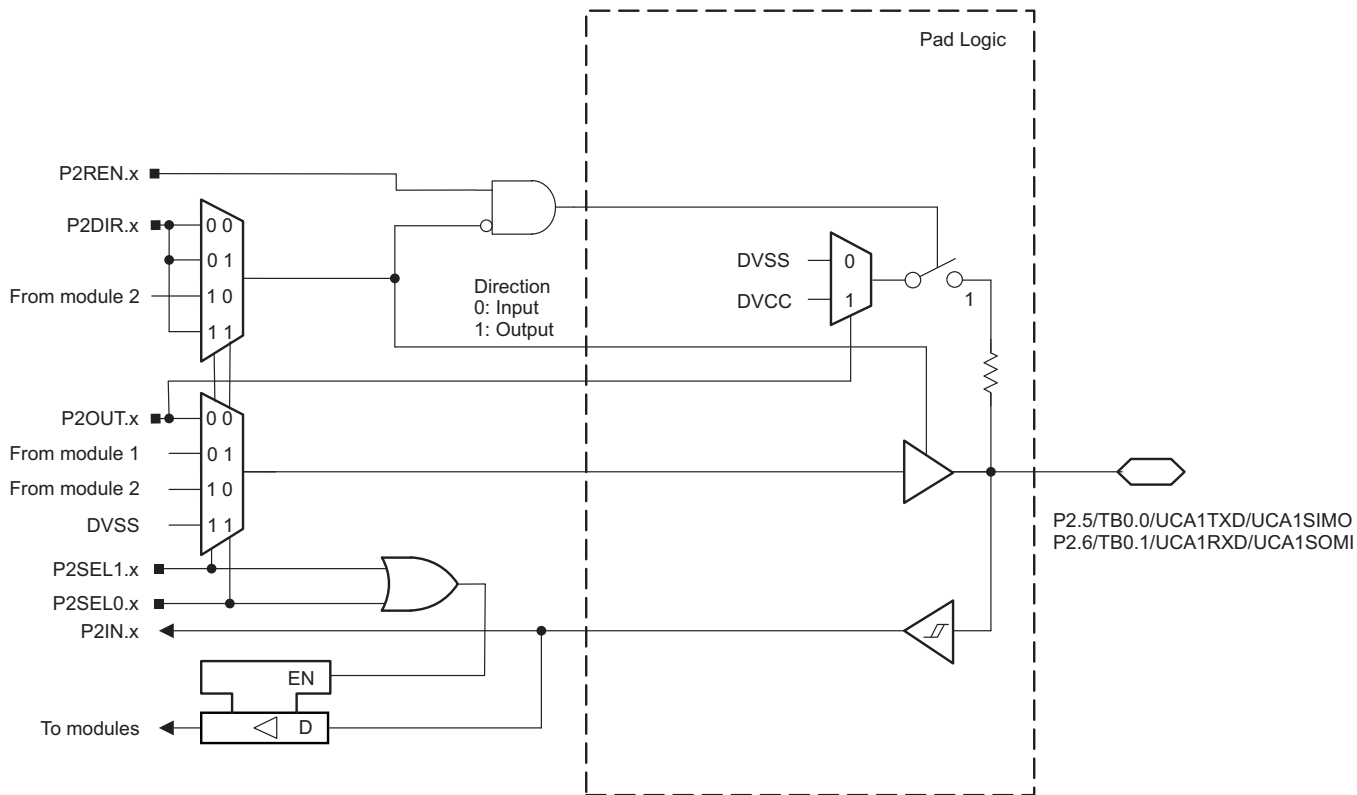 Pad Logic
P2REN.x
P2DIR.x
0 0
0 1
From module 2
1 0
1 1
Direction
0: Input
1: Output
DVSS
0
DVCC
1
1
P2OUT.x
0 0
From module 1
0 1
From module 2
1 0
DVSS
1 1
P2.5/TB0.0/UCA1TXD/UCA1SIMO
P2.6/TB0.1/UCA1RXD/UCA1SOMI
P2SEL1.x
P2SEL0.x
P2IN.x
EN
To modules
D